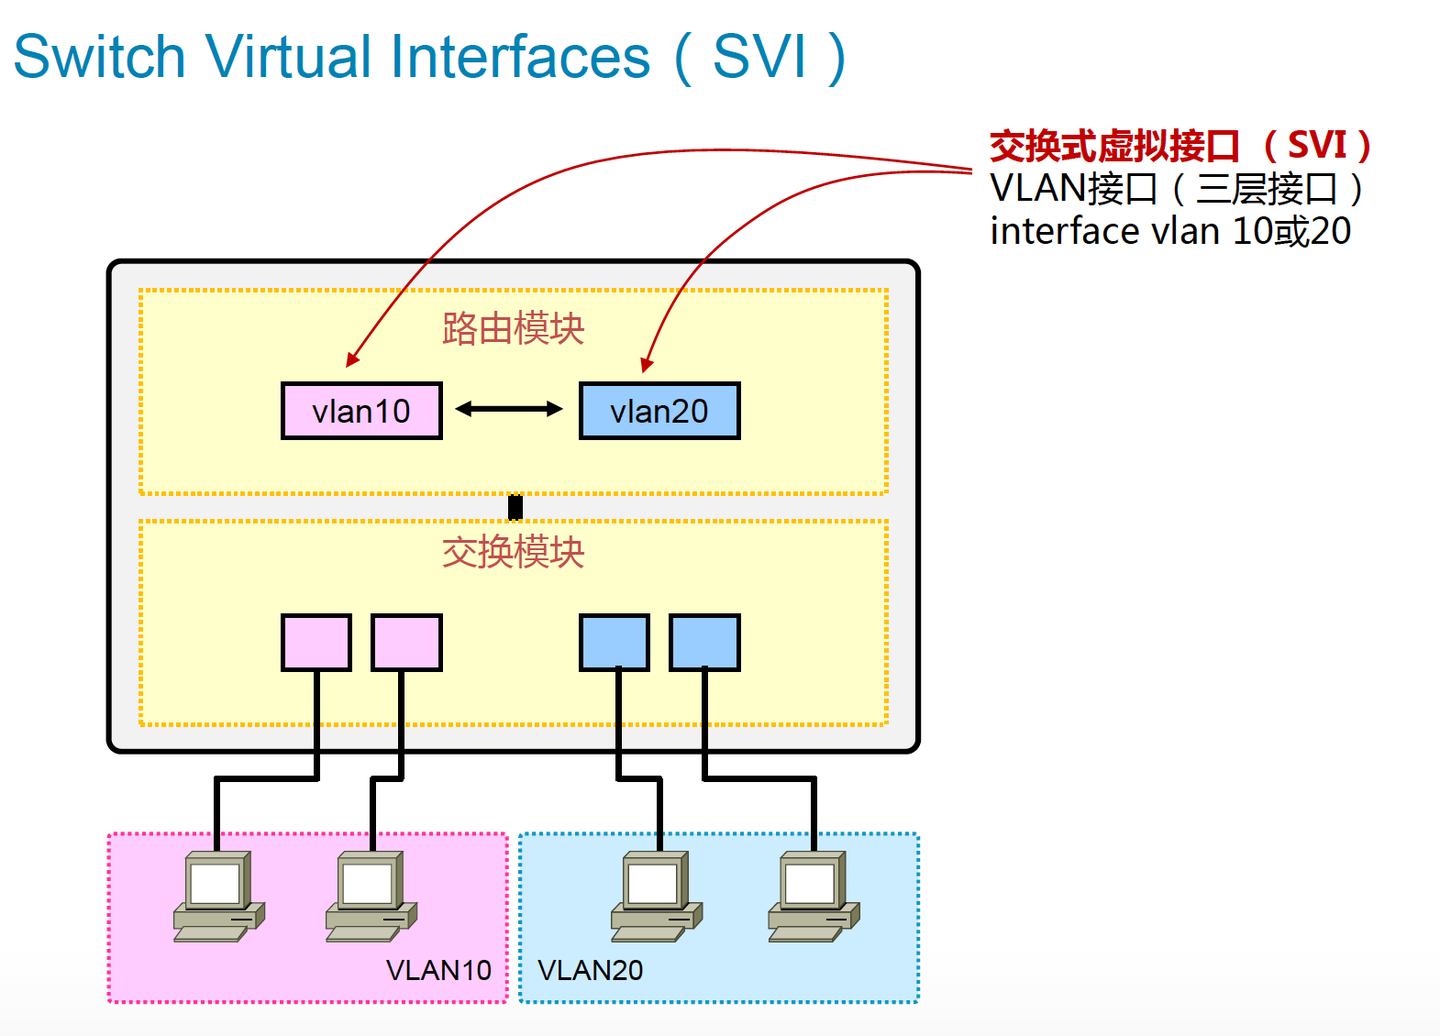 Switch Virtual Interfaces（SVI）
交换式虚拟接口（SVI）
VLAN接口（三层接口）
interface vlan 10或20
路由模块
vlan10
vlan20
交换模块
VLAN10
VLAN20